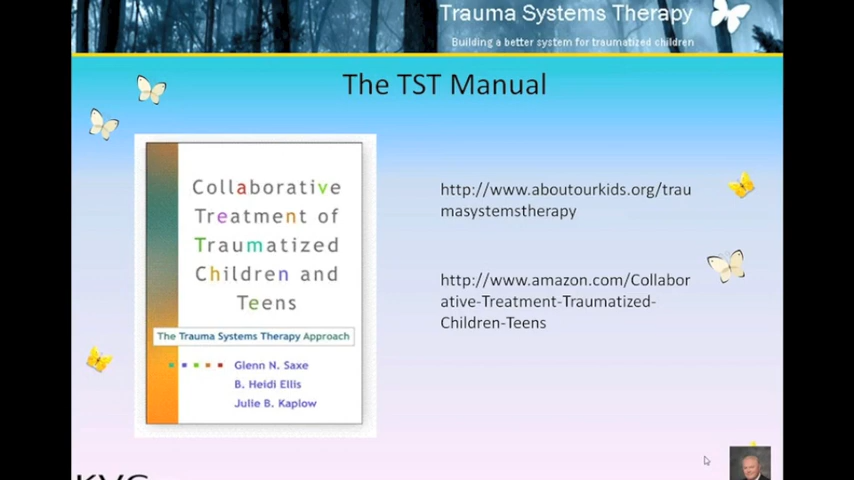 Trauma Systems Therapy
Building a better system for traumatized children
The TST Manual
Collaborative
Treatment of
Traumatized
Children and
Teens
The Trauma Systems Therapy Approach
Glenn N. Saxe
B. Heidi Ellis
Julie B. Kaplow
http://www.aboutourkids.org/trau
masystemstherapy
http://www.amazon.com/Collabor
ative-Treatment-Traumatized-
Children-Teens